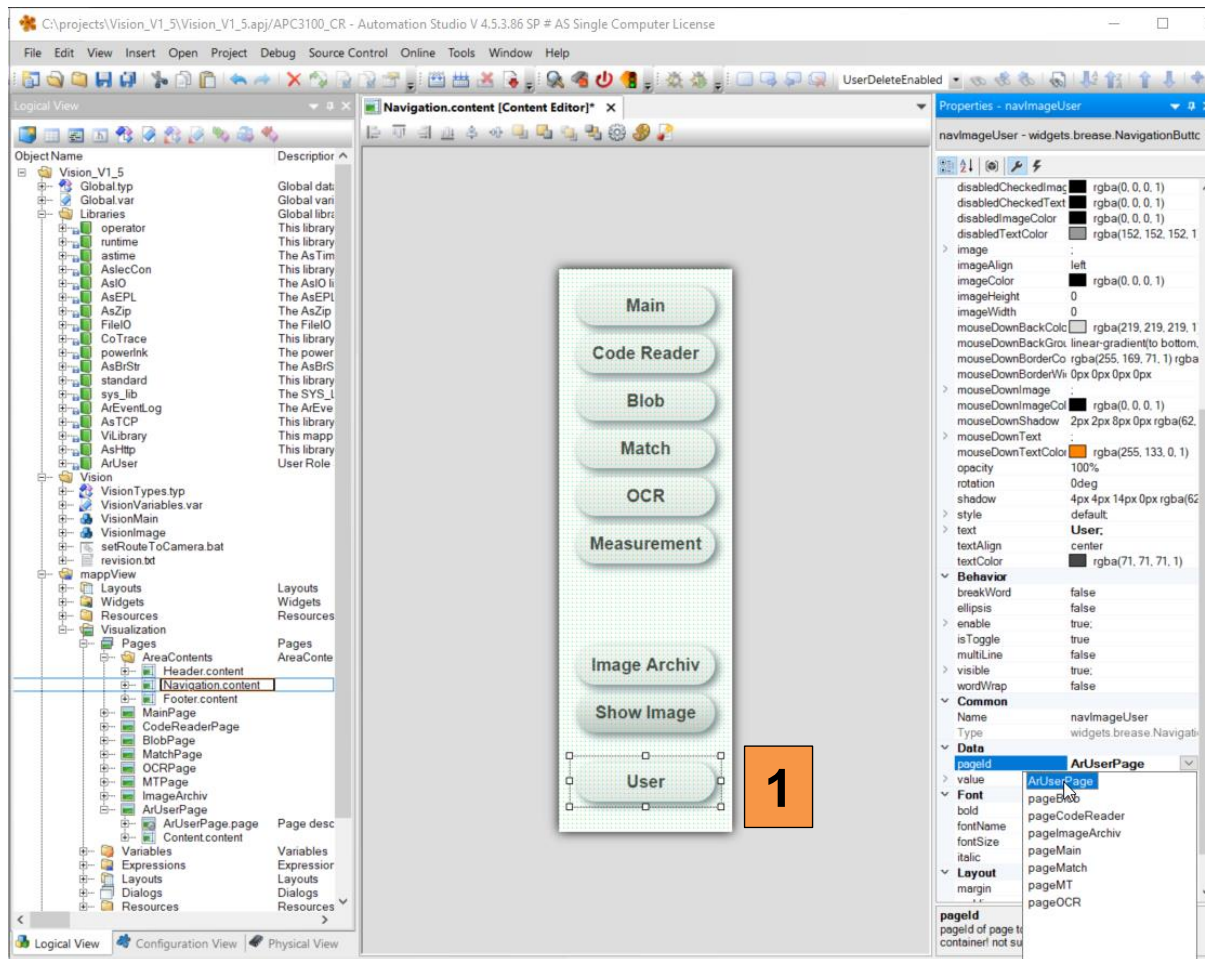 C:\projects\Vision_V1_5\Vision_V1_5.apj/APC3100_CR - Automation Studio V 4.5.3.86 SP # AS Single Computer License
File Edit View Insert Open Project Debug Source Control Online Tools Window Help
UserDeleteEnabled
Logical View
Object Name Description
Vision_V1_5
Global.typ Global data
Global.var Global vari
Libraries Global libra
operator This library
runtime This library
astime The AsTim
AsIecCon This library
AsIO The AsIO li
AsEPL The AsEPL
AsZip The AsZip
FileIO The FileIO
CoTrace This library
powerlnk The power
AsBrStr The AsBrS
standard This library
sys_lib The SYS_L
ArEventLog The ArEve
AsTCP This library
ViLibrary This mapp
AsHttp This library
ArUser User Role
Vision
VisionTypes.typ
VisionVariables.var
VisionMain
VisionImage
setRouteToCamera.bat
revision.txt
mappView
Layouts Layouts
Widgets Widgets
Resources Resources
Visualization
Pages Pages
AreaContents AreaConte
Header.content
Navigation.content
Footer.content
MainPage
CodeReaderPage
BlobPage
MatchPage
OCRPage
MTPage
ImageArchiv
ArUserPage
ArUserPage.page Page desc
Content.content
Variables Variables
Expressions Expression
Layouts Layouts
Dialogs Dialogs
Resources Resources
Logical View Configuration View Physical View
Navigation.content [Content Editor]*
Main
Code Reader
Blob
Match
OCR
Measurement
Image Archiv
Show Image
User
1
Properties - navImageUser
navImageUser - widgets.brease.NavigationButtc
disabledCheckedImag rgba(0, 0, 0, 1)
disabledCheckedText rgba(0, 0, 0, 1)
disabledImageColor rgba(0, 0, 0, 1)
disabledTextColor rgba(152, 152, 152, 1
image ;
imageAlign left
imageColor rgba(0, 0, 0, 1)
imageHeight 0
imageWidth 0
mouseDownBackColc rgba(219, 219, 219, 1
mouseDownBackGrou linear-gradient(to bottom,
mouseDownBorderCo rgba(255, 169, 71, 1) rgba
mouseDownBorderWi 0px 0px 0px 0px
mouseDownImage ;
mouseDownImageCol rgba(0, 0, 0, 1)
mouseDownShadow 2px 2px 8px 0px rgba(62,
mouseDownText ;
mouseDownTextColor rgba(255, 133, 0, 1)
opacity 100%
rotation 0deg
shadow 4px 4px 14px 0px rgba(62
style default;
text User;
textAlign center
textColor rgba(71, 71, 71, 1)
Behavior
breakWord false
ellipsis false
enable true;
isToggle true
multiLine false
visible true;
wordWrap false
Common
Name navImageUser
Type widgets.brease.Navigati
Data
pageId ArUserPage
value
Font
bold
fontName
fontSize
italic
Layout
margin
ArUserPage
pageBlob
pageCodeReader
pageImageArchiv
pageMain
pageMatch
pageMT
pageOCR
pageId
pageId of page to
container! not su